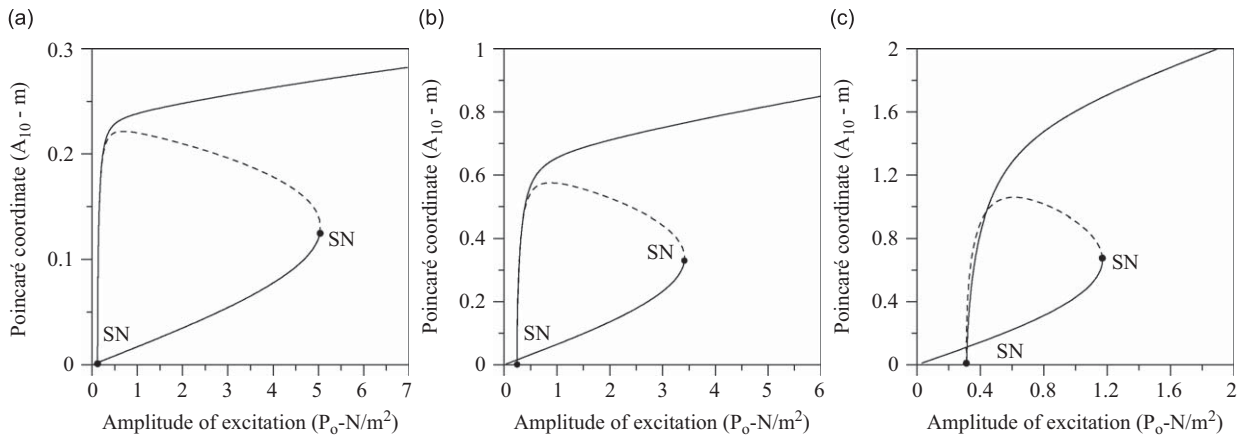 (a)
0.3
0.2
0.1
0
0 1 2 3 4 5 6 7
Poincaré coordinate (A10 - m)
Amplitude of excitation (Po-N/m²)
SN
SN
(b)
1
0.8
0.6
0.4
0.2
0
0 1 2 3 4 5 6
Poincaré coordinate (A10 - m)
Amplitude of excitation (Po-N/m²)
SN
SN
(c)
2
1.6
1.2
0.8
0.4
0
0 0.4 0.8 1.2 1.6 2
Poincaré coordinate (A10 - m)
Amplitude of excitation (Po-N/m²)
SN
SN